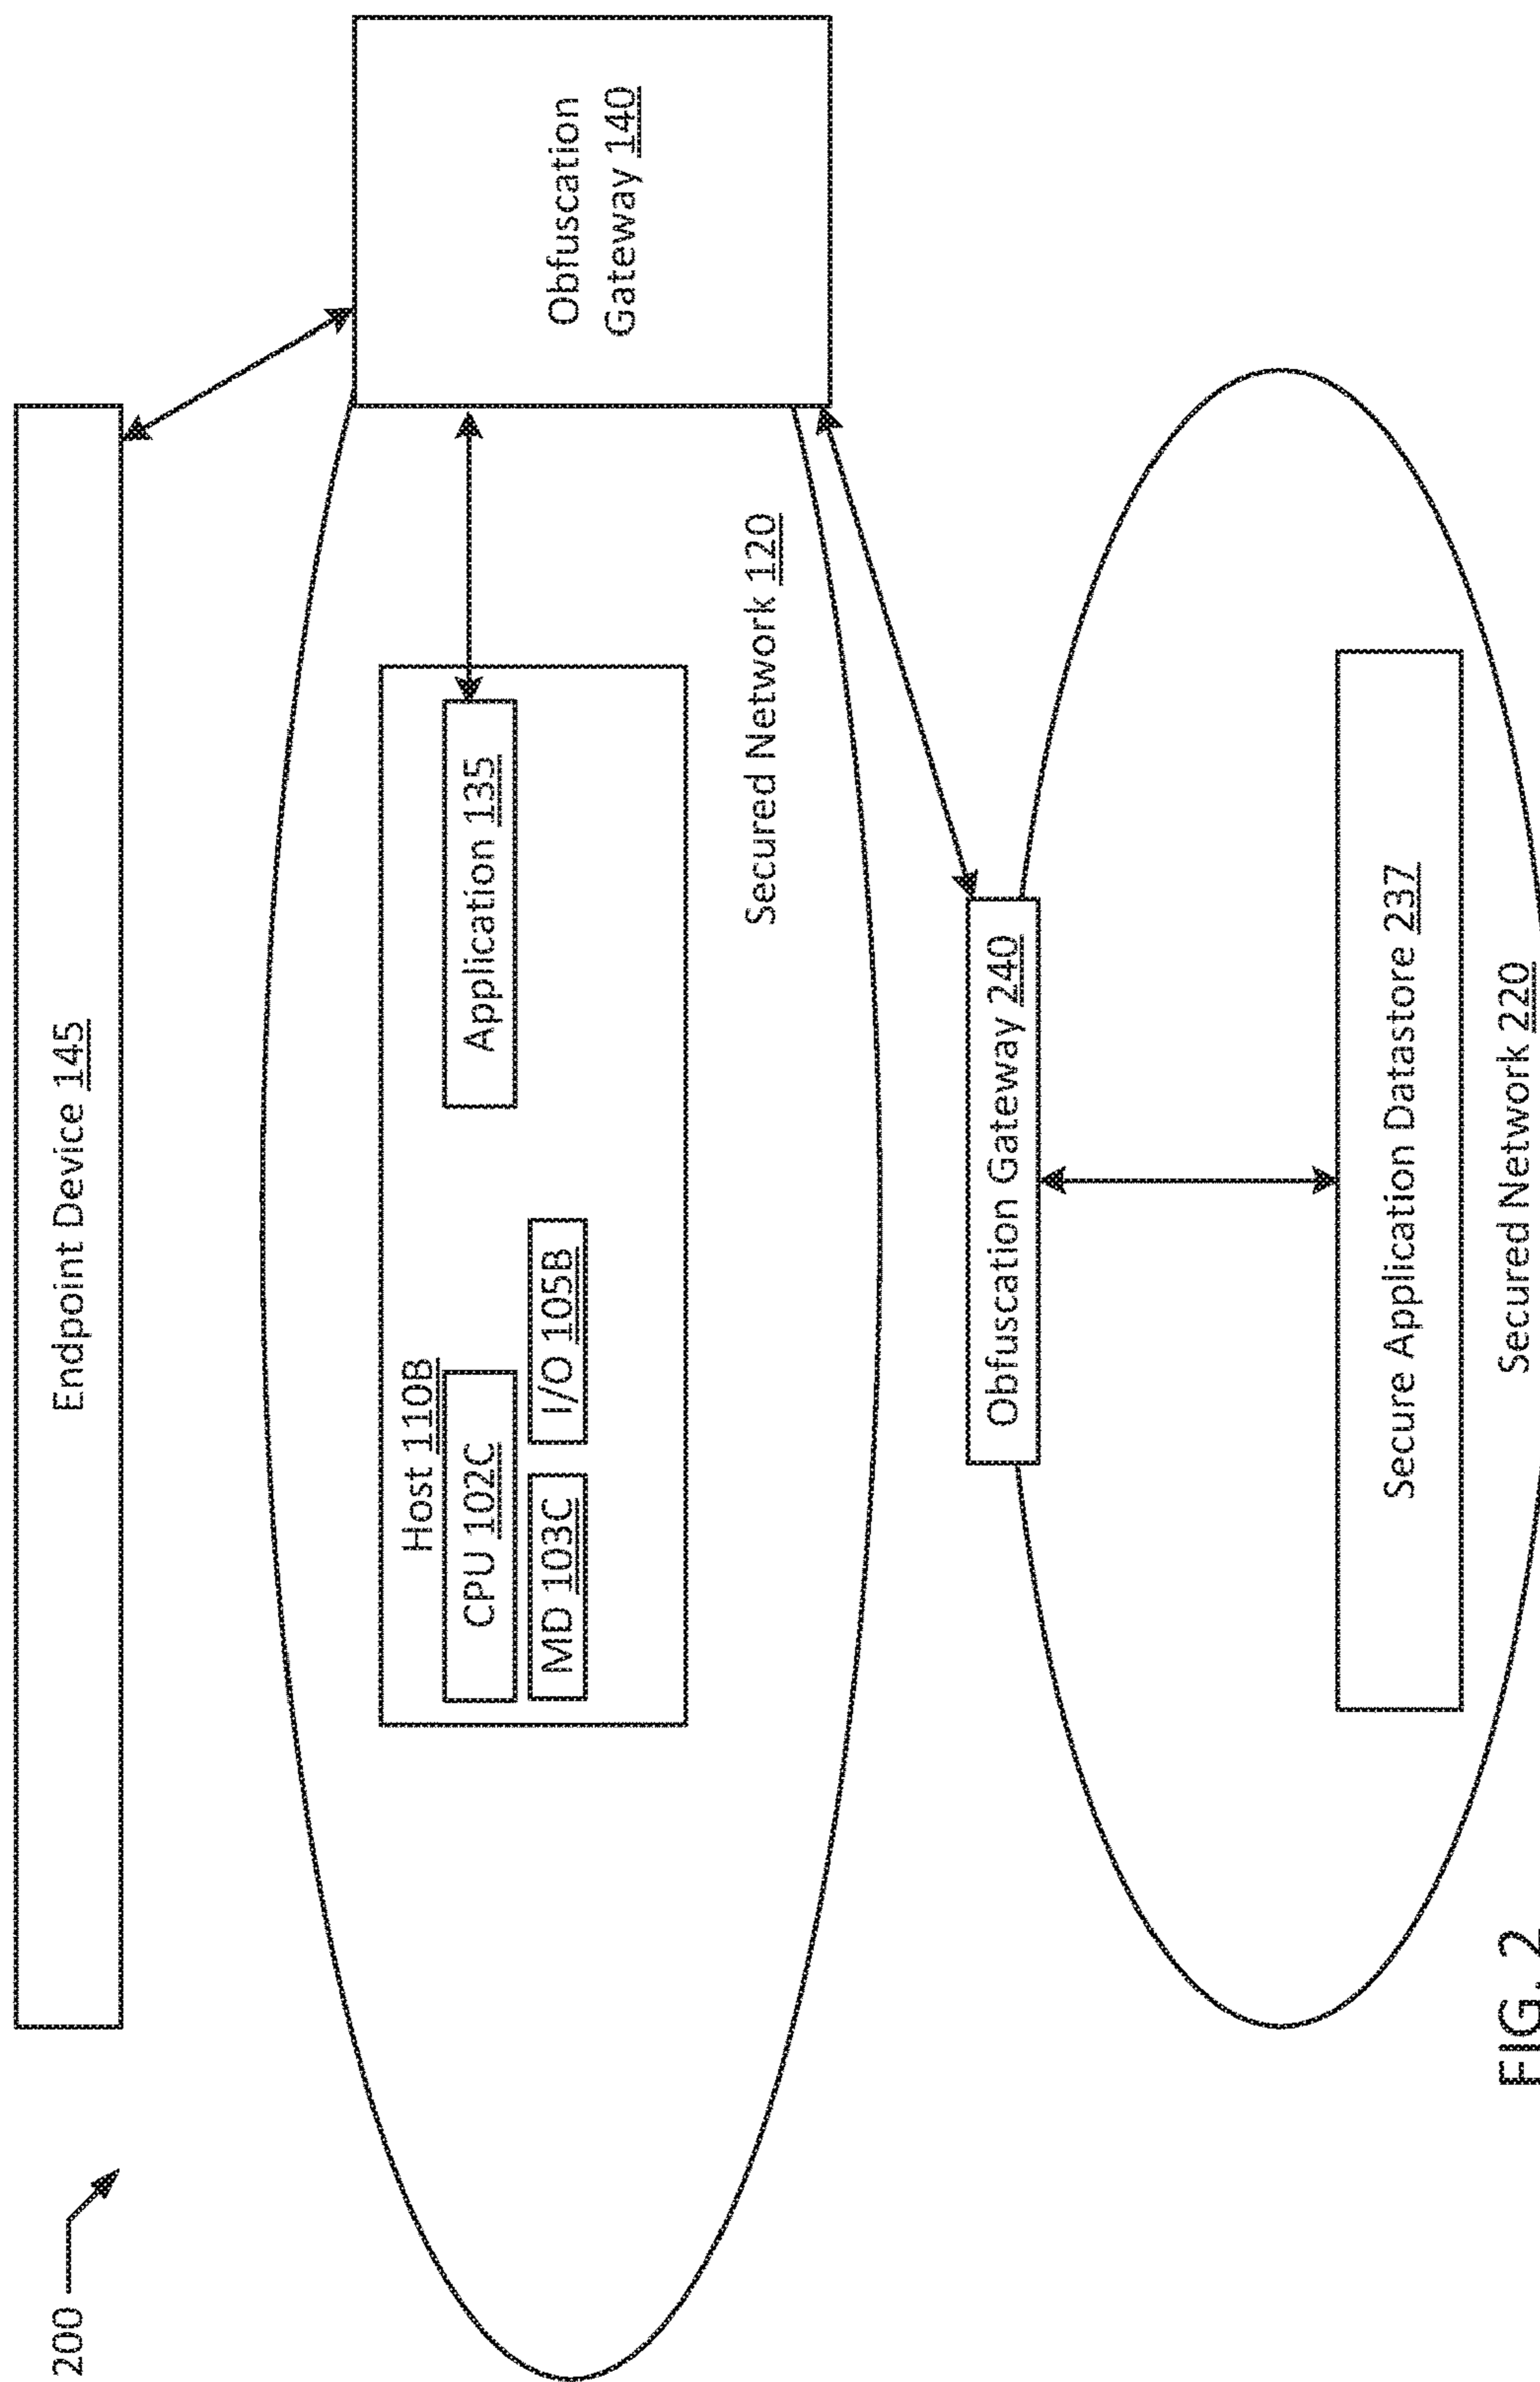 200
Endpoint Device 145
Obfuscation
Gateway 140
Host 110B
CPU 102C
MD 103C
I/O 105B
Application 135
Secured Network 120
Obfuscation Gateway 240
Secure Application Datastore 237
Secured Network 220
FIG. 2